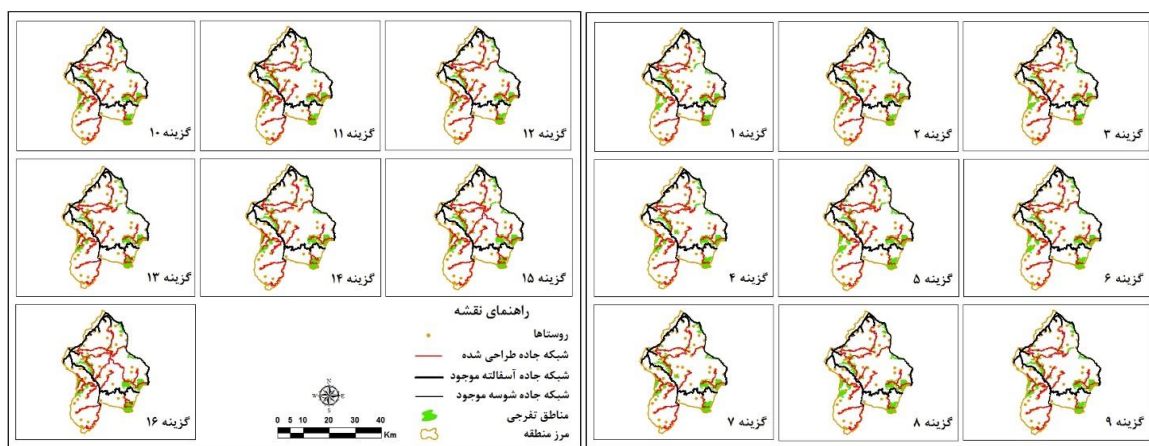 گزینه ۱
گزینه ۲
گزینه ۳
گزینه ۴
گزینه ۵
گزینه ۶
گزینه ۷
گزینه ۸
گزینه ۹
گزینه ۱۰
گزینه ۱۱
گزینه ۱۲
گزینه ۱۳
گزینه ۱۴
گزینه ۱۵
گزینه ۱۶
راهنمای نقشه
روستاها
شبکه جاده طراحی شده
شبکه جاده آسفالته موجود
شبکه جاده شوسه موجود
مناطق تفرجی
مرز منطقه
N
W E
S
0 5 10 20 30 40
Km